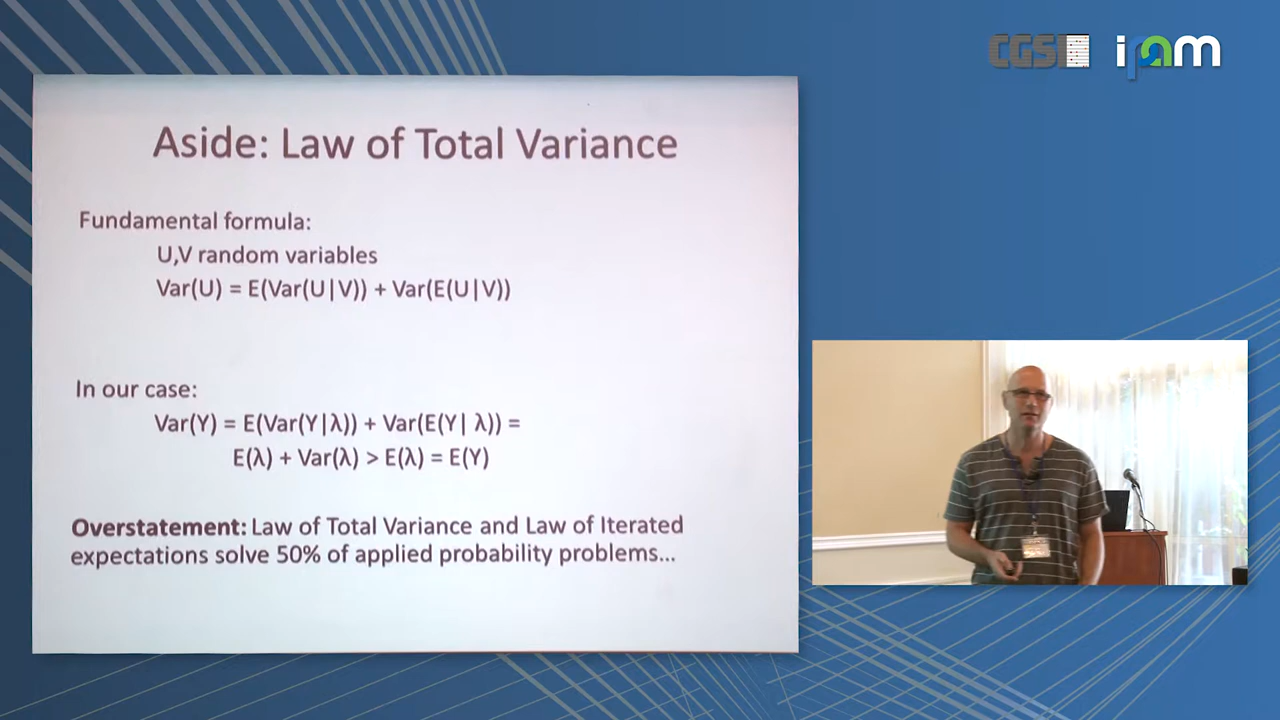 CGSI
ipam
Aside: Law of Total Variance
Fundamental formula:
U,V random variables
Var(U) = E(Var(U|V)) + Var(E(U|V))
In our case:
Var(Y) = E(Var(Y|λ)) + Var(E(Y| λ)) =
E(λ) + Var(λ) > E(λ) = E(Y)
Overstatement: Law of Total Variance and Law of Iterated
expectations solve 50% of applied probability problems...